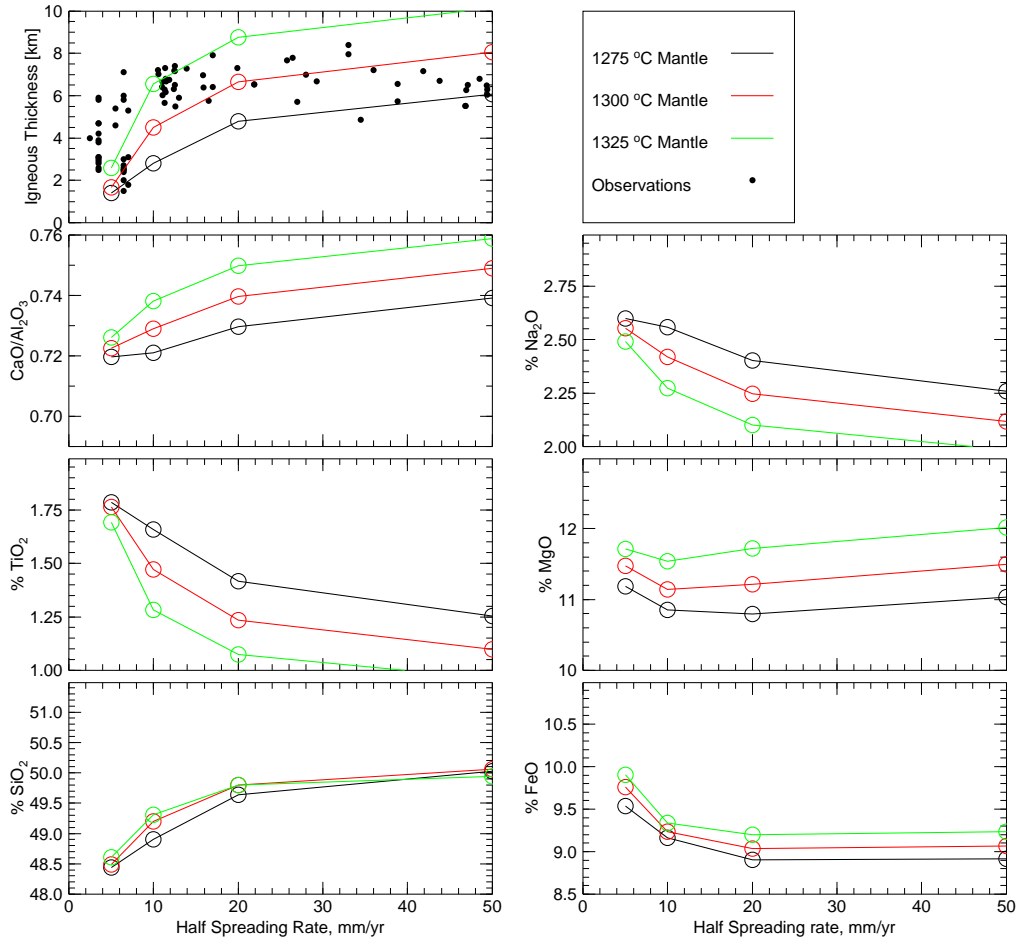 10
8
6
4
2
0
Igneous Thickness [km]
1275 °C Mantle
1300 °C Mantle
1325 °C Mantle
Observations
0.76
0.74
0.72
0.70
CaO/Al₂O₃
2.75
2.50
2.25
2.00
% Na₂O
1.75
1.50
1.25
1.00
% TiO₂
12
11
10
% MgO
51.0
50.5
50.0
49.5
49.0
48.5
48.0
% SiO₂
0 10 20 30 40 50
Half Spreading Rate, mm/yr
10.5
10.0
9.5
9.0
8.5
% FeO
0 10 20 30 40 50
Half Spreading rate, mm/yr